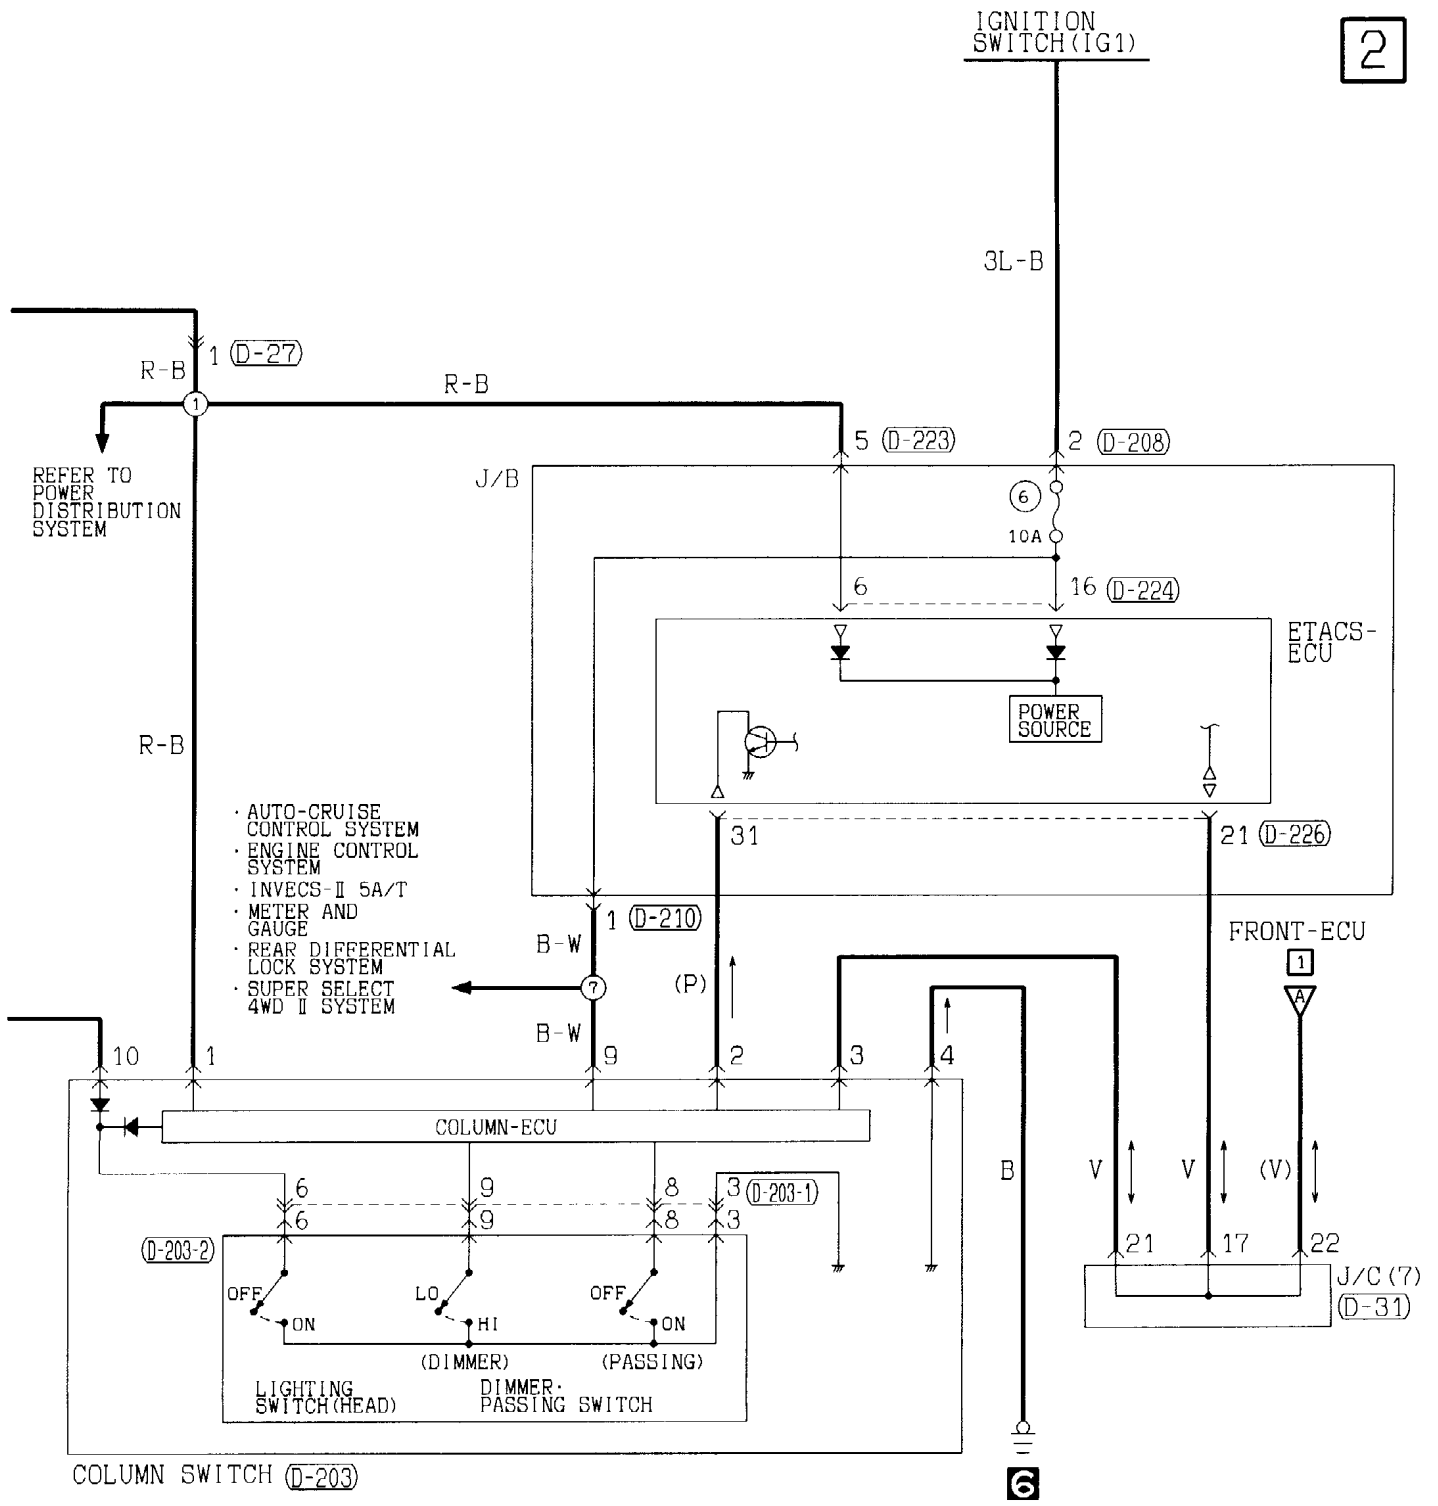 IGNITION
SWITCH(IG1)
2
3L-B
1 (D-27)
R-B
R-B
1
5 (D-223)
2 (D-208)
REFER TO
POWER
DISTRIBUTION
SYSTEM
J/B
6
10A
6
16 (D-224)
ETACS-
ECU
POWER
SOURCE
R-B
· AUTO-CRUISE
CONTROL SYSTEM
· ENGINE CONTROL
SYSTEM
· INVECS-Ⅱ 5A/T
· METER AND
GAUGE
· REAR DIFFERENTIAL
LOCK SYSTEM
· SUPER SELECT
4WD Ⅱ SYSTEM
31
21 (D-226)
1 (D-210)
B-W
7
B-W
(P)
FRONT-ECU
1
A
10
1
9
2
3
4
COLUMN-ECU
B
V
V
(V)
6
9
8
3 (D-203-1)
6
9
8
3
(D-203-2)
21
17
22
J/C(7)
(D-31)
OFF
ON
LO
HI
OFF
ON
(DIMMER)
(PASSING)
LIGHTING
SWITCH(HEAD)
DIMMER·
PASSING SWITCH
COLUMN SWITCH (D-203)
6